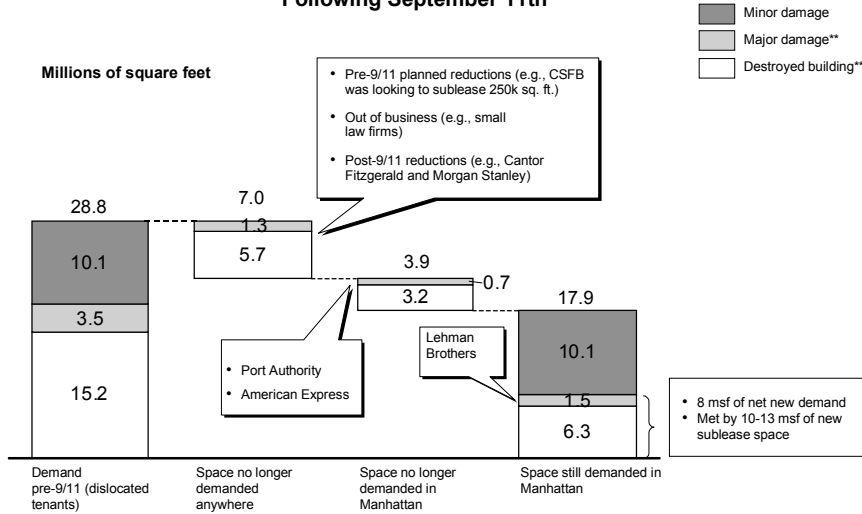 Following September 11th
Minor damage
Major damage**
Destroyed building**
Millions of square feet
• Pre-9/11 planned reductions (e.g., CSFB
was looking to sublease 250k sq. ft.)
• Out of business (e.g., small
law firms)
• Post-9/11 reductions (e.g., Cantor
Fitzgerald and Morgan Stanley)
28.8
10.1
3.5
15.2
7.0
1.3
5.7
3.9
0.7
3.2
17.9
10.1
1.5
6.3
• Port Authority
• American Express
Lehman
Brothers
• 8 msf of net new demand
• Met by 10-13 msf of new
sublease space
Demand
pre-9/11 (dislocated
tenants)
Space no longer
demanded
anywhere
Space no longer
demanded in
Manhattan
Space still demanded in
Manhattan